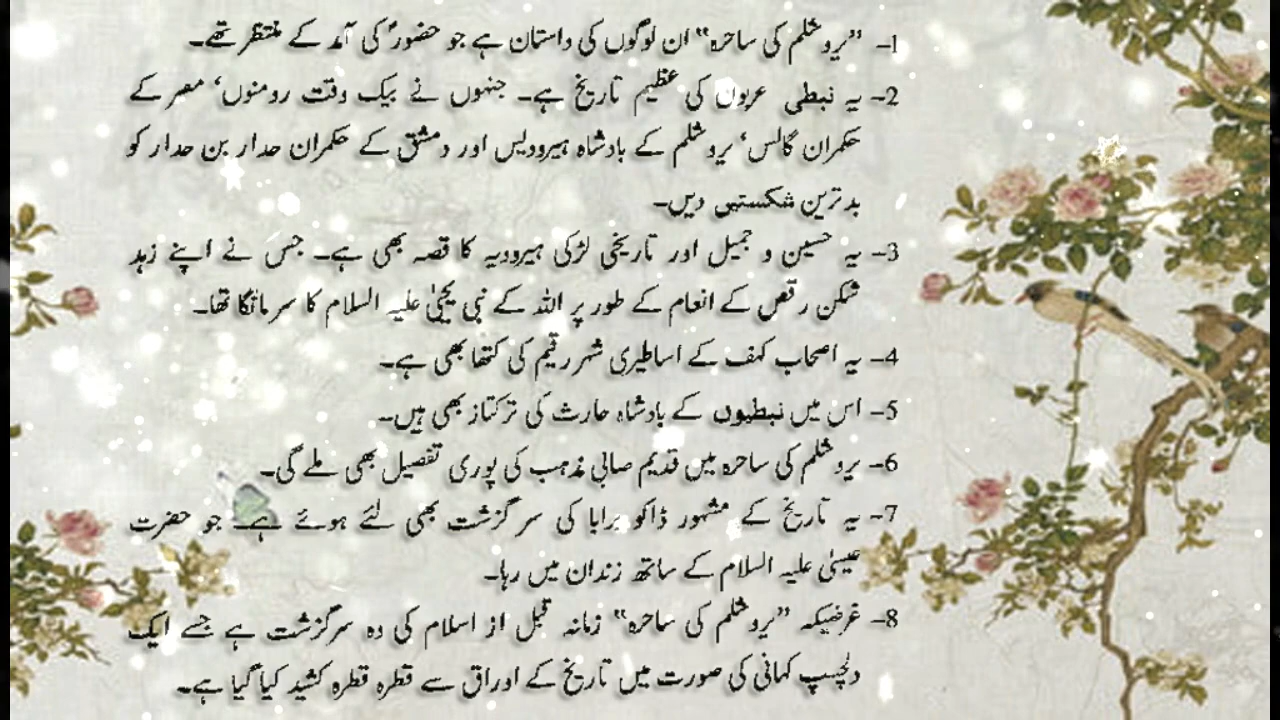 1- ”یروشلم کی ساحرہ“ ان لوگوں کی داستان ہے جو حضورؐ کی آمد کے منتظر تھے۔
2- یہ نبطی عربوں کی عظیم تاریخ ہے۔ جنہوں نے بیک وقت رومنوں‘ مصر کے
حکمران گالس‘ یروشلم کے بادشاہ ہیرودیس اور دمشق کے حکمران حدار بن حدار کو
بدترین شکستیں دیں۔
3- یہ حسین و جمیل اور تاریخی لڑکی ہیرودیہ کا قصہ بھی ہے۔ جس نے اپنے زہد
شکن رقص کے انعام کے طور پر اللہ کے نبی یحییٰ علیہ السلام کا سر مانگا تھا۔
4- یہ اصحاب کہف کے اساطیری شہر رقیم کی کتھا بھی ہے۔
5- اس میں نبطیوں کے بادشاہ حارث کی ترکتاز بھی ہیں۔
6- یروشلم کی ساحرہ میں قدیم صابی مذہب کی پوری تفصیل بھی ملے گی۔
7- یہ تاریخ کے مشہور ڈاکو برابا کی سرگزشت بھی لئے ہوئے ہے۔ جو حضرت
عیسیٰ علیہ السلام کے ساتھ زندان میں رہا۔
8- غرضیکہ ”یروشلم کی ساحرہ“ زمانہ قبل از اسلام کی وہ سرگزشت ہے جسے ایک
دلچسپ کہانی کی صورت میں تاریخ کے اوراق سے قطرہ قطرہ کشید کیا گیا ہے۔